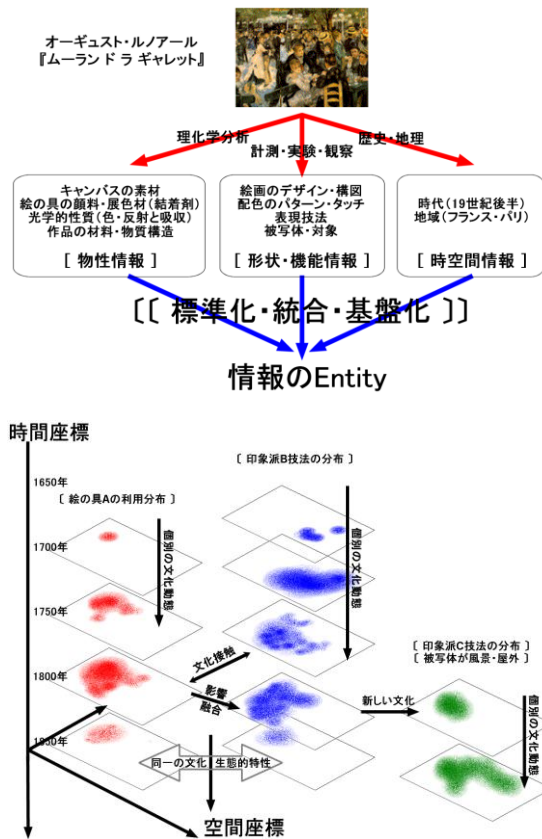 オーギュスト・ルノアール
『ムーラン ド ラ ギャレット』
理化学分析
計測・実験・観察
歴史・地理
キャンバスの素材
絵の具の顔料・展色材(結着剤)
光学的性質(色・反射と吸収)
作品の材料・物質構造
[ 物性情報 ]
絵画のデザイン・構図
配色のパターン・タッチ
表現技法
被写体・対象
[ 形状・機能情報 ]
時代(19世紀後半)
地域(フランス・パリ)
[ 時空間情報 ]
〔〔 標準化・統合・基盤化 〕〕
情報のEntity
時間座標
〔 印象派B技法の分布 〕
1650年
〔 絵の具Aの利用分布 〕
1700年
個別の文化動態
個別の文化動態
1750年
文化接触
〔 印象派C技法の分布 〕
〔 被写体が風景・屋外 〕
1800年
影響
融合
新しい文化
個別の文化動態
1850年
同一の文化 生態的特性
空間座標